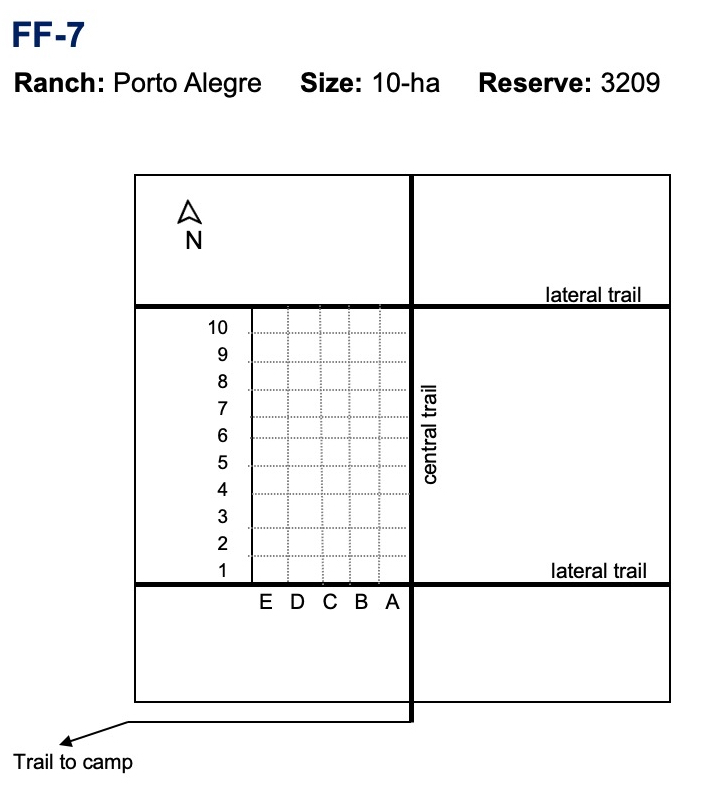 FF-7
Ranch: Porto Alegre Size: 10-ha Reserve: 3209
N
lateral trail
10
9
8
7
6
5
4
3
2
1
central trail
lateral trail
E D C B A
Trail to camp